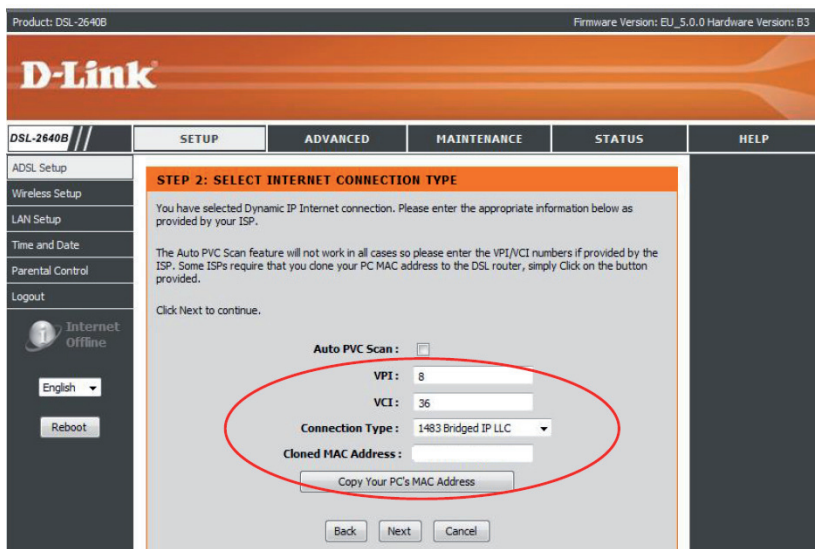 Product: DSL-2640B
Firmware Version: EU_5.0.0 Hardware Version: B3
D-Link
DSL-2640B
SETUP
ADVANCED
MAINTENANCE
STATUS
HELP
ADSL Setup
Wireless Setup
LAN Setup
Time and Date
Parental Control
Logout
Internet
Offline
English
Reboot
STEP 2: SELECT INTERNET CONNECTION TYPE
You have selected Dynamic IP Internet connection. Please enter the appropriate information below as
provided by your ISP.
The Auto PVC Scan feature will not work in all cases so please enter the VPI/VCI numbers if provided by the
ISP. Some ISPs require that you clone your PC MAC address to the DSL router, simply Click on the button
provided.
Click Next to continue.
Auto PVC Scan :
VPI : 8
VCI : 36
Connection Type : 1483 Bridged IP LLC
Cloned MAC Address :
Copy Your PC's MAC Address
Back Next Cancel